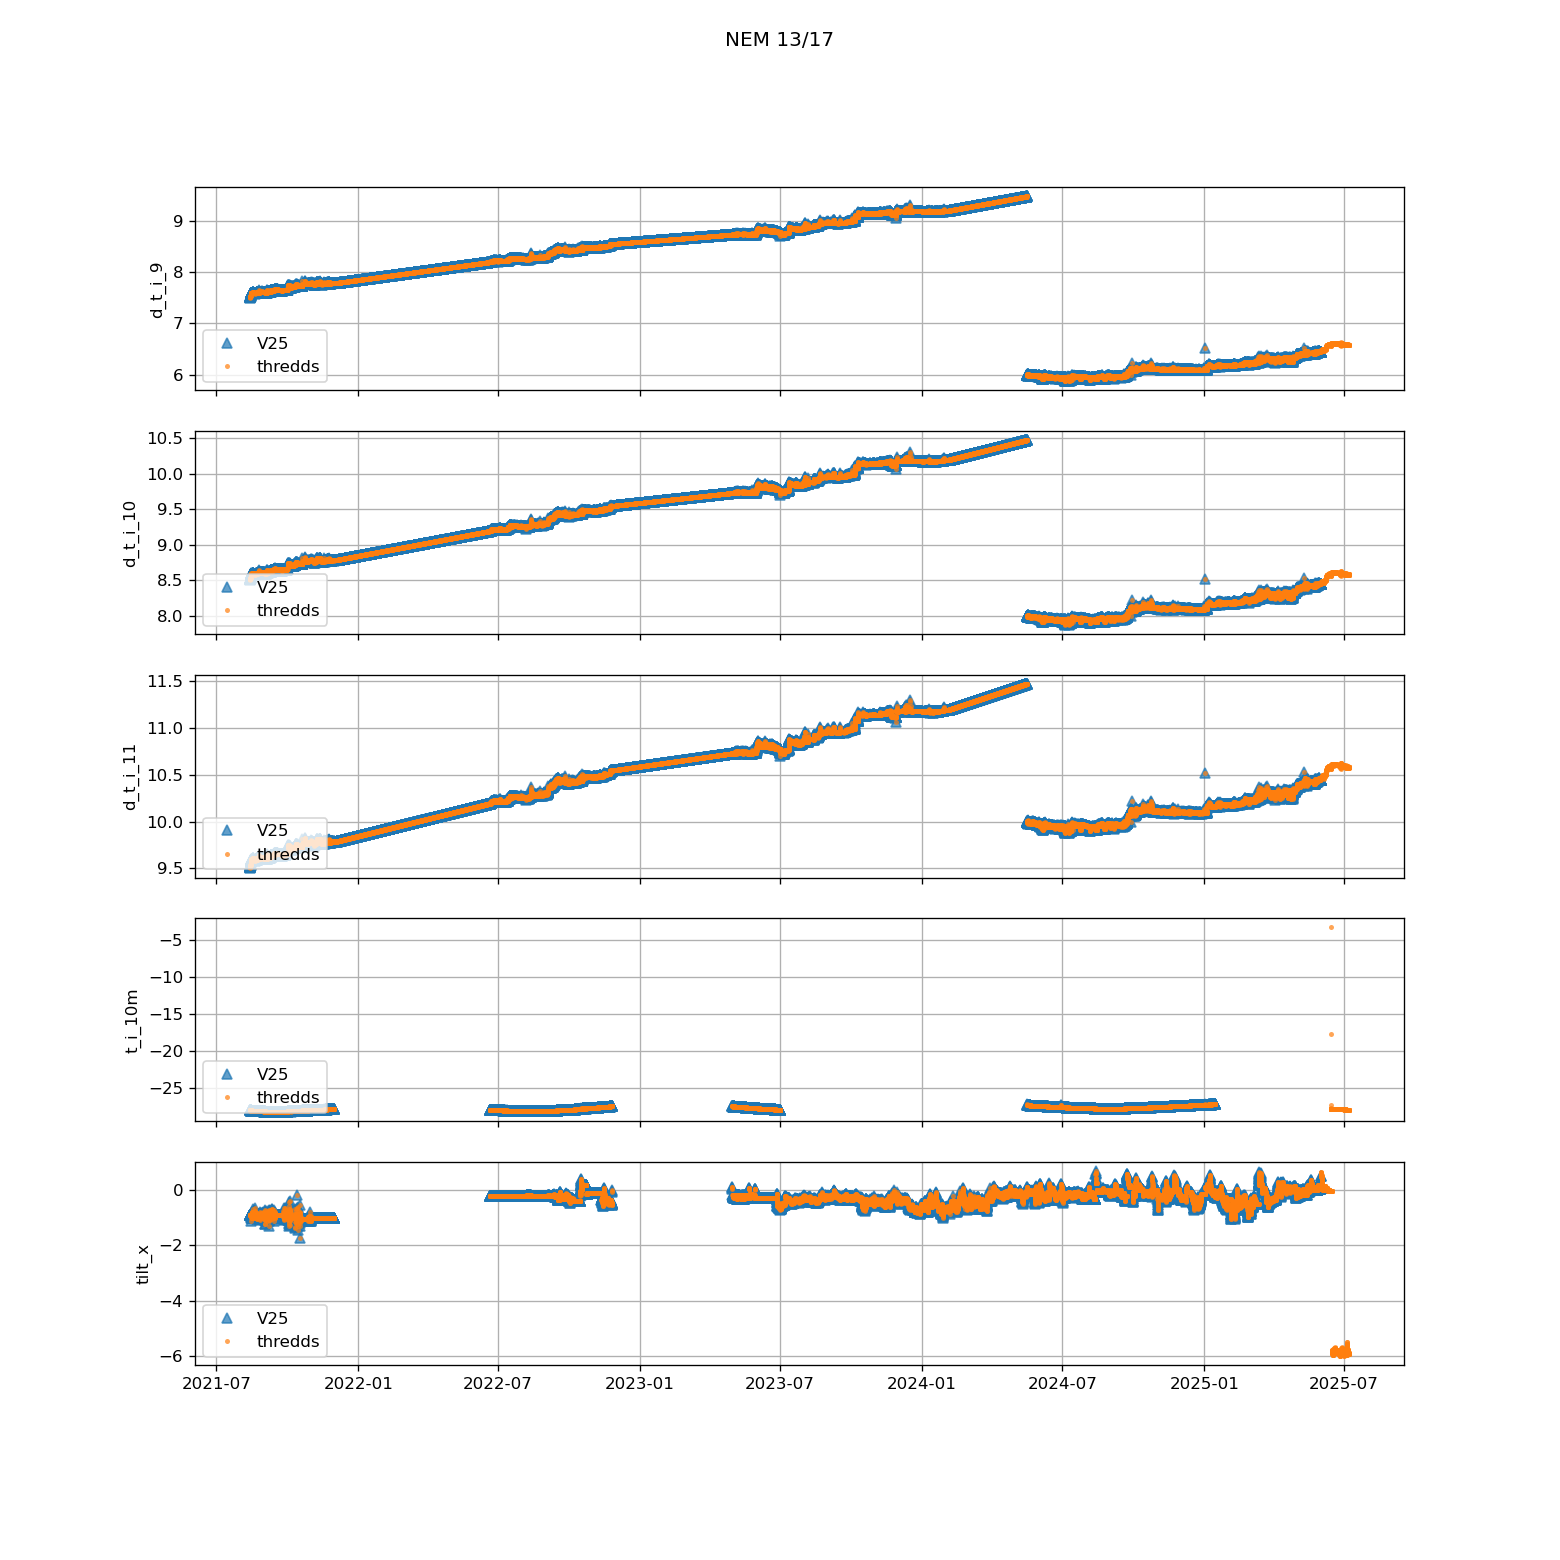 NEM 13/17
9
8
7
6
d_t_i_9
V25
thredds
10.5
10.0
9.5
9.0
8.5
8.0
d_t_i_10
V25
thredds
11.5
11.0
10.5
10.0
9.5
d_t_i_11
V25
thredds
−5
−10
−15
−20
−25
t_i_10m
V25
thredds
0
−2
−4
−6
tilt_x
V25
thredds
2021-07 2022-01 2022-07 2023-01 2023-07 2024-01 2024-07 2025-01 2025-07